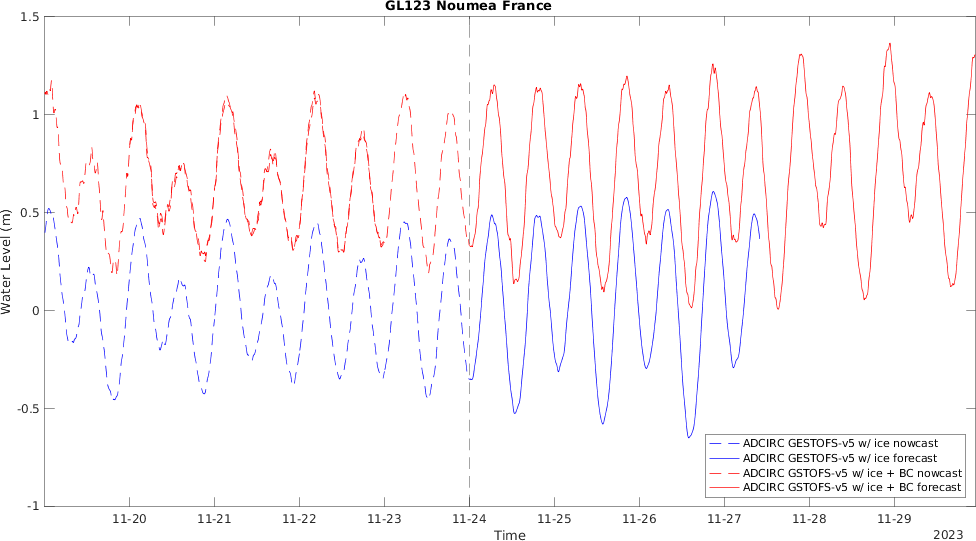 GL123 Noumea France
1.5
1
0.5
0
-0.5
-1
Water Level (m)
11-20 11-21 11-22 11-23 11-24 11-25 11-26 11-27 11-28 11-29
Time
2023
ADCIRC GESTOFS-v5 w/ ice nowcast
ADCIRC GESTOFS-v5 w/ ice forecast
ADCIRC GSTOFS-v5 w/ ice + BC nowcast
ADCIRC GSTOFS-v5 w/ ice + BC forecast